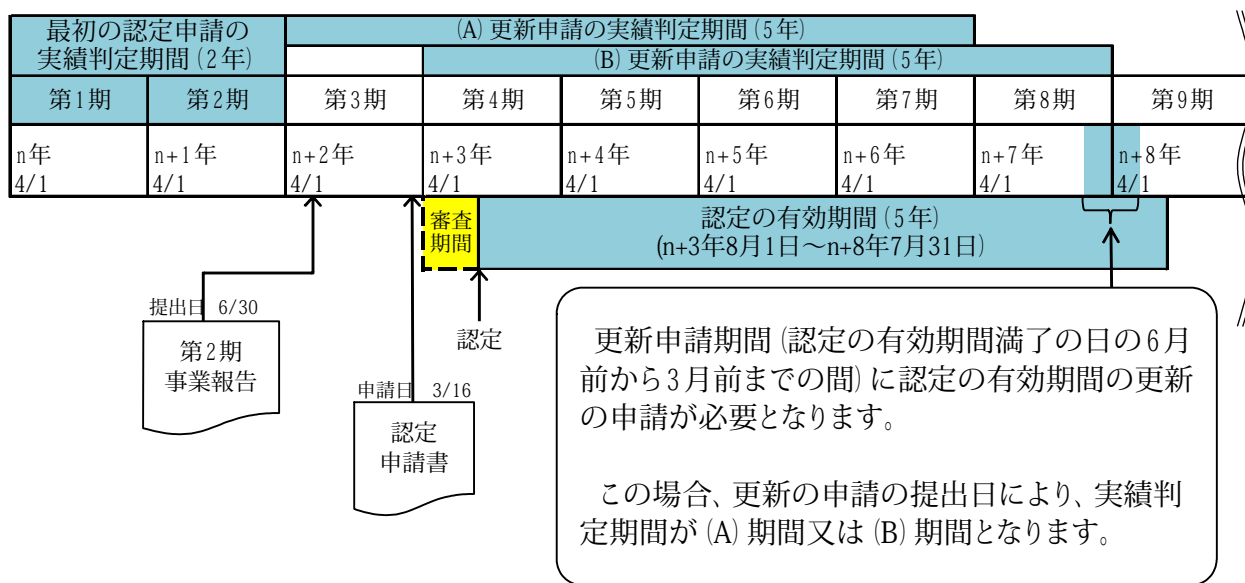 最初の認定申請の
実績判定期間(2年)
(A)更新申請の実績判定期間(5年)
(B)更新申請の実績判定期間(5年)
第1期 第2期 第3期 第4期 第5期 第6期 第7期 第8期 第9期
n年 n+1年 n+2年 n+3年 n+4年 n+5年 n+6年 n+7年 n+8年
4/1 4/1 4/1 4/1 4/1 4/1 4/1 4/1 4/1
審査
期間
認定の有効期間(5年)
(n+3年8月1日～n+8年7月31日)
提出日 6/30
第2期
事業報告
申請日 3/16
認定
申請書
認定
更新申請期間(認定の有効期間満了の日の6月
前から3月前までの間)に認定の有効期間の更新
の申請が必要となります。
この場合、更新の申請の提出日により、実績判
定期間が(A)期間又は(B)期間となります。